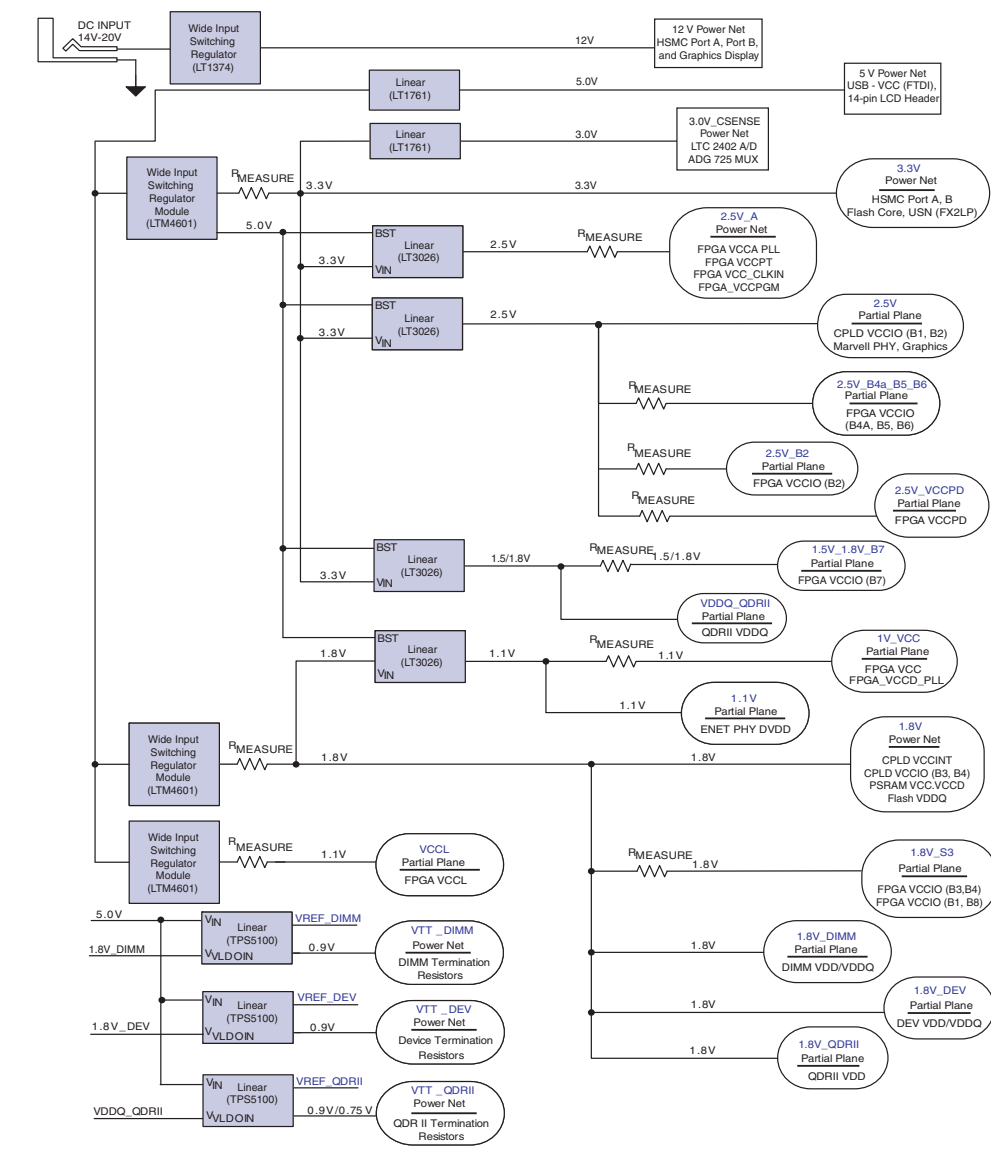 DC INPUT
14V-20V
Wide Input
Switching
Regulator
(LT1374)
12V
12 V Power Net
HSMC Port A, Port B,
and Graphics Display
Linear
(LT1761)
5.0V
5 V Power Net
USB - VCC (FTDI),
14-pin LCD Header
Linear
(LT1761)
3.0V
3.0V_CSENSE
Power Net
LTC 2402 A/D
ADG 725 MUX
Wide Input
Switching
Regulator
Module
(LTM4601)
RMEASURE
3.3V
3.3V
3.3V
Power Net
HSMC Port A, B
Flash Core, USN (FX2LP)
5.0V
BST
Linear
(LT3026)
VIN
3.3V
2.5V
RMEASURE
2.5V_A
Power Net
FPGA VCCA PLL
FPGA VCCPT
FPGA VCC_CLKIN
FPGA_VCCPGM
BST
Linear
(LT3026)
VIN
3.3V
2.5V
2.5V
Partial Plane
CPLD VCCIO (B1, B2)
Marvell PHY, Graphics
RMEASURE
2.5V_B4a_B5_B6
Partial Plane
FPGA VCCIO
(B4A, B5, B6)
RMEASURE
2.5V_B2
Partial Plane
FPGA VCCIO (B2)
RMEASURE
2.5V_VCCPD
Partial Plane
FPGA VCCPD
BST
Linear
(LT3026)
VIN
3.3V
1.5/1.8V
RMEASURE
1.5/1.8V
1.5V_1.8V_B7
Partial Plane
FPGA VCCIO (B7)
VDDQ_QDRII
Partial Plane
QDRII VDDQ
BST
Linear
(LT3026)
VIN
1.8V
1.1V
RMEASURE
1.1V
1V_VCC
Partial Plane
FPGA VCC
FPGA_VCCD_PLL
1.1V
1.1V
Partial Plane
ENET PHY DVDD
Wide Input
Switching
Regulator
Module
(LTM4601)
RMEASURE
1.8V
1.8V
1.8V
Power Net
CPLD VCCINT
CPLD VCCIO (B3, B4)
PSRAM VCC.VCCD
Flash VDDQ
Wide Input
Switching
Regulator
Module
(LTM4601)
RMEASURE
1.1V
VCCL
Partial Plane
FPGA VCCL
RMEASURE
1.8V
1.8V_S3
Partial Plane
FPGA VCCIO (B3,B4)
FPGA VCCIO (B1, B8)
5.0V
1.8V_DIMM
VIN
Linear
(TPS5100)
VVLDOIN
VREF_DIMM
0.9V
VTT _DIMM
Power Net
DIMM Termination
Resistors
1.8V
1.8V_DIMM
Partial Plane
DIMM VDD/VDDQ
1.8V_DEV
VIN
Linear
(TPS5100)
VVLDOIN
VREF_DEV
0.9V
VTT _DEV
Power Net
Device Termination
Resistors
1.8V
1.8V_DEV
Partial Plane
DEV VDD/VDDQ
1.8V
1.8V_QDRII
Partial Plane
QDRII VDD
VDDQ_QDRII
VIN
Linear
(TPS5100)
VVLDOIN
VREF_QDRII
0.9V/0.75V
VTT _QDRII
Power Net
QDR II Termination
Resistors